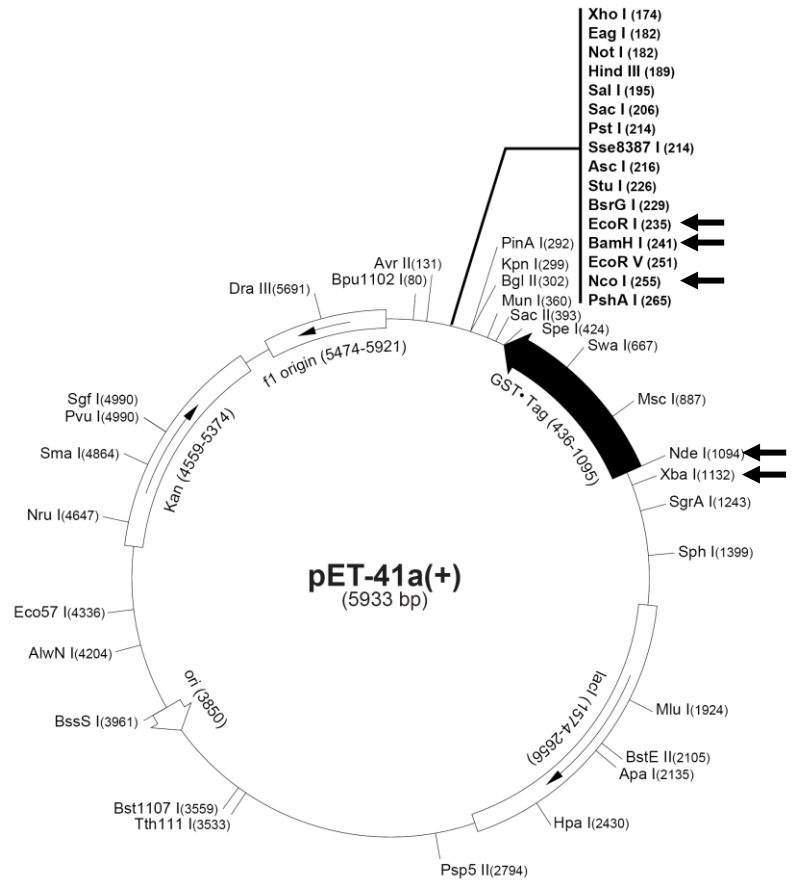 Xho I (174)
Eag I (182)
Not I (182)
Hind III (189)
Sal I (195)
Sac I (206)
Pst I (214)
Sse8387 I (214)
Asc I (216)
Stu I (226)
BsrG I (229)
EcoR I (235)
BamH I (241)
EcoR V (251)
Nco I (255)
PshA I (265)
PinA I(292)
Kpn I(299)
Bgl II(302)
Mun I(360)
Sac II(393)
Spe I(424)
Swa I(667)
Msc I(887)
Nde I(1094)
Xba I(1132)
SgrA I(1243)
Sph I(1399)
Mlu I(1924)
BstE II(2105)
Apa I(2135)
Hpa I(2430)
Psp5 II(2794)
Tth111 I(3533)
Bst1107 I(3559)
BssS I(3961)
AlwN I(4204)
Eco57 I(4336)
Nru I(4647)
Sma I(4864)
Pvu I(4990)
Sgf I(4990)
Dra III(5691)
Bpu1102 I(80)
Avr II(131)
f1 origin (5474-5921)
Kan (4559-5374)
GST•Tag (436-1095)
lacI (1574-2656)
ori (3850)
pET-41a(+)
(5933 bp)